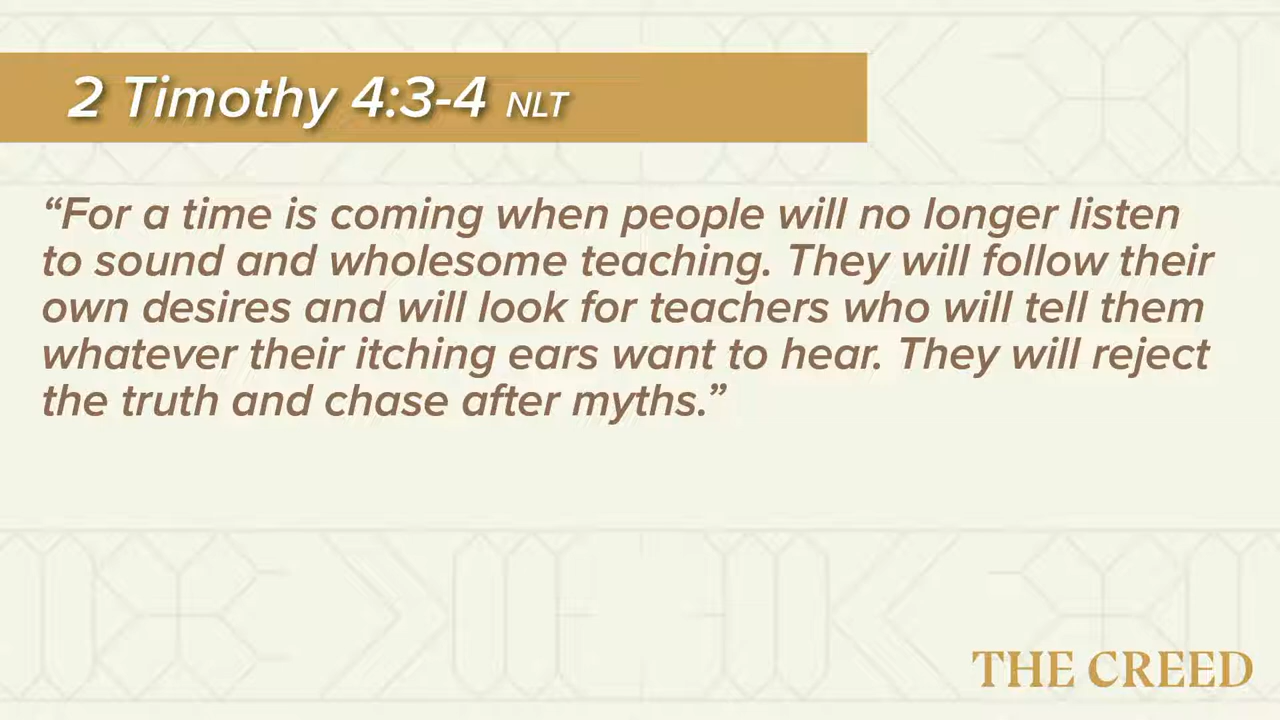 2 Timothy 4:3-4 NLT
“For a time is coming when people will no longer listen
to sound and wholesome teaching. They will follow their
own desires and will look for teachers who will tell them
whatever their itching ears want to hear. They will reject
the truth and chase after myths.”
THE CREED